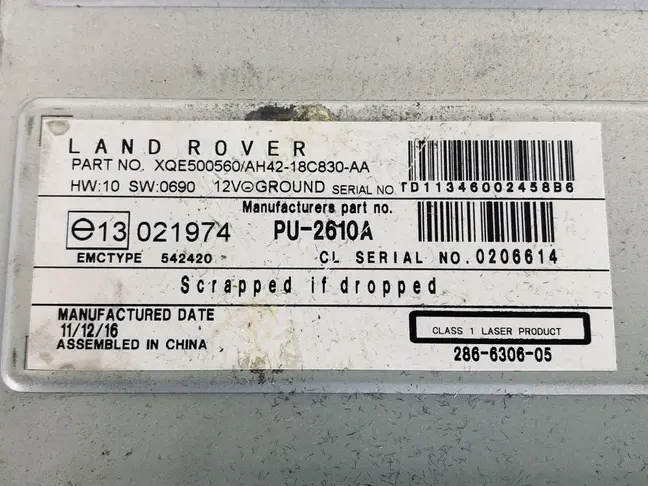 LAND ROVER
PART NO. XQE500560/AH42-18C830-AA
HW:10 SW:0690 12V⊝GROUND SERIAL NO. TD11346002458B6
Manufacturers part no.
e13 021974 PU-2610A
EMCTYPE 542420 CL SERIAL NO. 0206614
Scrapped if dropped
MANUFACTURED DATE
11/12/16
ASSEMBLED IN CHINA
CLASS 1 LASER PRODUCT
286-6306-05